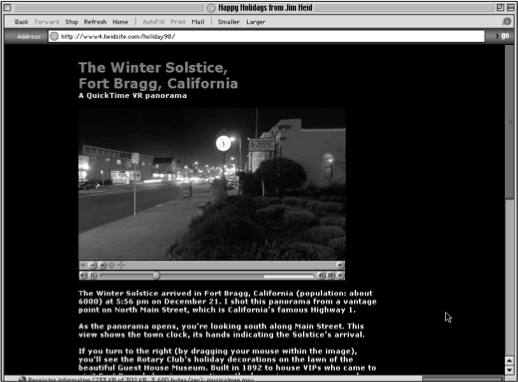 Happy Holidays from Jim Heid
Back Forward Stop Refresh Home AutoFill Print Mail Smaller Larger
Address: http://www4.heidsite.com/holiday98/ go
The Winter Solstice,
Fort Bragg, California
A QuickTime VR panorama
The Winter Solstice arrived in Fort Bragg, California (population: about
6000) at 5:56 pm on December 21. I shot this panorama from a vantage
point on North Main Street, which is California's famous Highway 1.
As the panorama opens, you're looking south along Main Street. This
view shows the town clock, its hands indicating the Solstice's arrival.
If you turn to the right (by dragging your mouse within the image),
you'll see the Rotary Club's holiday decorations on the lawn of the
beautiful Guest House Museum. Built in 1892 to house VIPs who came to
Receiving information (233 KB of 302 KB, 3,680 bytes/sec): musicalmen.mov